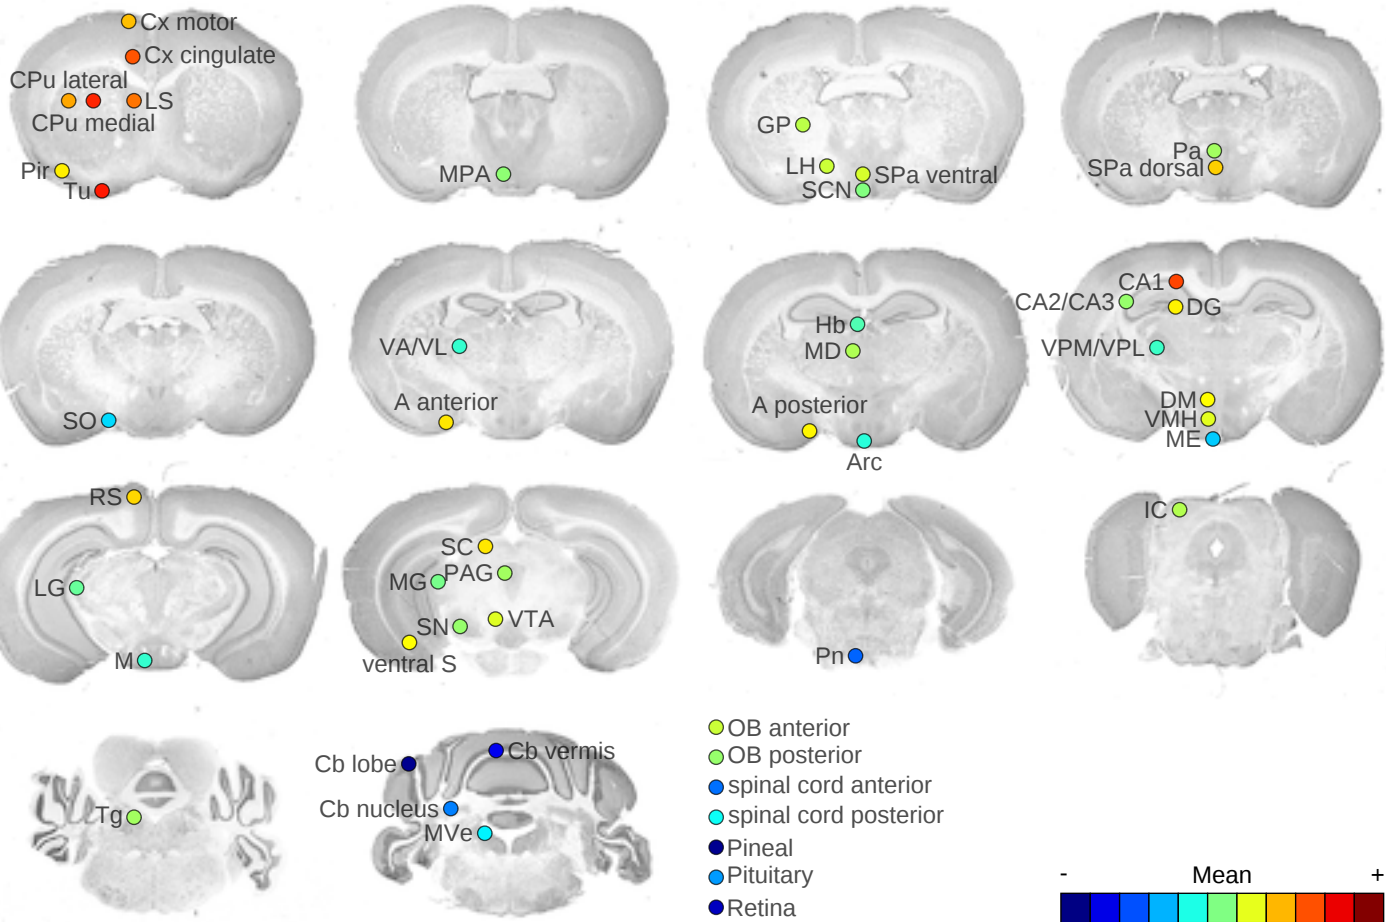 Cx motor
Cx cingulate
CPu lateral
LS
CPu medial
Pir
Tu
MPA
GP
LH
SPa ventral
SCN
Pa
SPa dorsal
SO
VA/VL
A anterior
Hb
MD
A posterior
Arc
CA1
CA2/CA3
DG
VPM/VPL
DM
VMH
ME
RS
LG
M
SC
PAG
MG
SN
VTA
ventral S
Pn
IC
Tg
Cb lobe
Cb vermis
Cb nucleus
MVe
OB anterior
OB posterior
spinal cord anterior
spinal cord posterior
Pineal
Pituitary
Retina
- Mean +